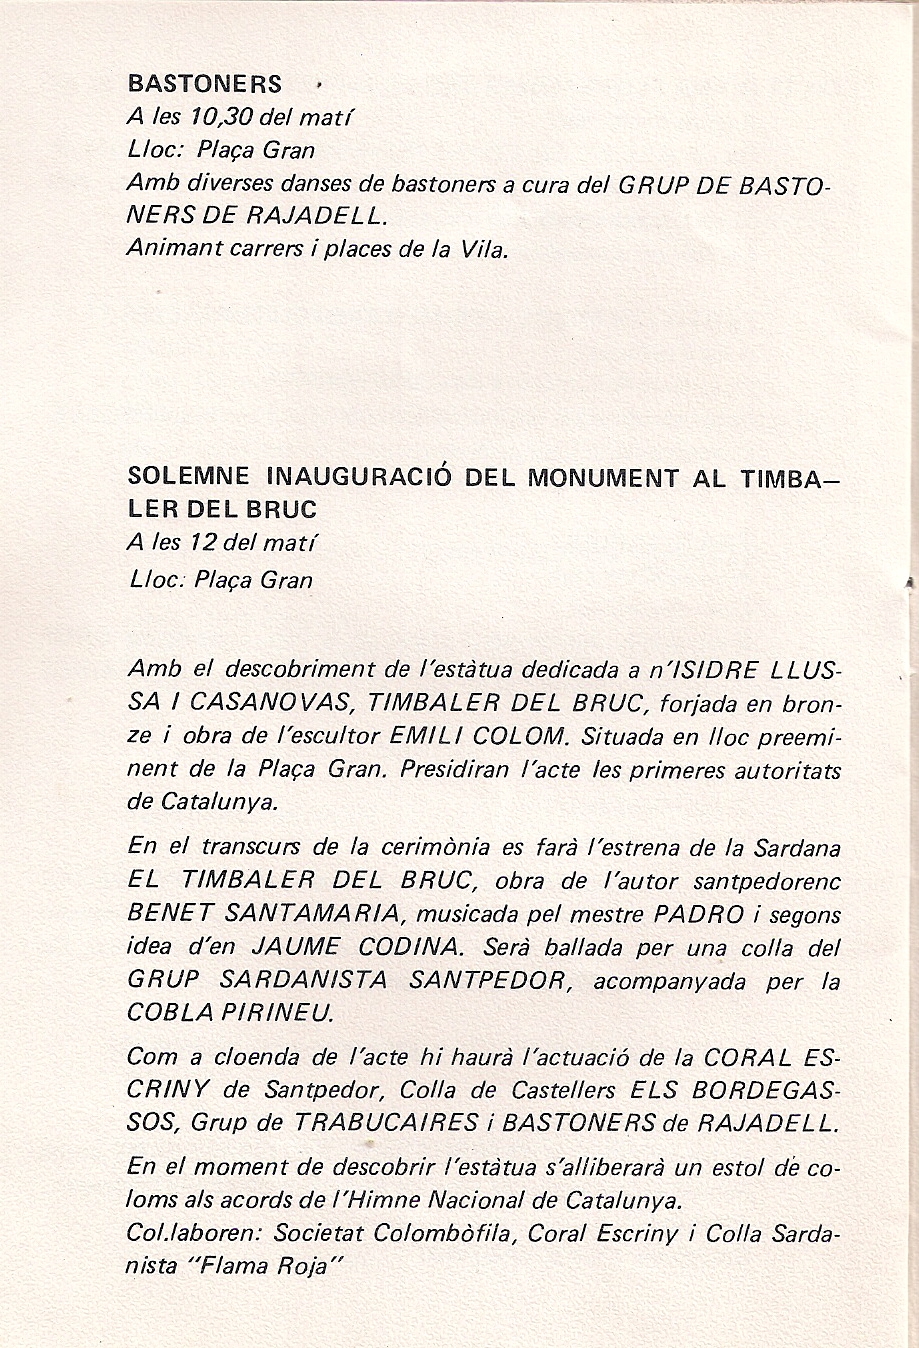 BASTONERS
A les 10,30 del matí
Lloc: Plaça Gran
Amb diverses danses de bastoners a cura del GRUP DE BASTO-
NERS DE RAJADELL.
Animant carrers i places de la Vila.
SOLEMNE INAUGURACIÓ DEL MONUMENT AL TIMBA–
LER DEL BRUC
A les 12 del matí
Lloc: Plaça Gran
Amb el descobriment de l'estàtua dedicada a n'ISIDRE LLUS-
SA I CASANOVAS, TIMBALER DEL BRUC, forjada en bron-
ze i obra de l'escultor EMILI COLOM. Situada en lloc preemi-
nent de la Plaça Gran. Presidiran l'acte les primeres autoritats
de Catalunya.
En el transcurs de la cerimònia es farà l'estrena de la Sardana
EL TIMBALER DEL BRUC, obra de l'autor santpedorenc
BENET SANTAMARIA, musicada pel mestre PADRO i segons
idea d'en JAUME CODINA. Serà ballada per una colla del
GRUP SARDANISTA SANTPEDOR, acompanyada per la
COBLA PIRINEU.
Com a cloenda de l'acte hi haurà l'actuació de la CORAL ES-
CRINY de Santpedor, Colla de Castellers ELS BORDEGAS-
SOS, Grup de TRABUCAIRES i BASTONERS de RAJADELL.
En el moment de descobrir l'estàtua s'alliberarà un estol de co-
loms als acords de l'Himne Nacional de Catalunya.
Col.laboren: Societat Colombòfila, Coral Escriny i Colla Sarda-
nista "Flama Roja"